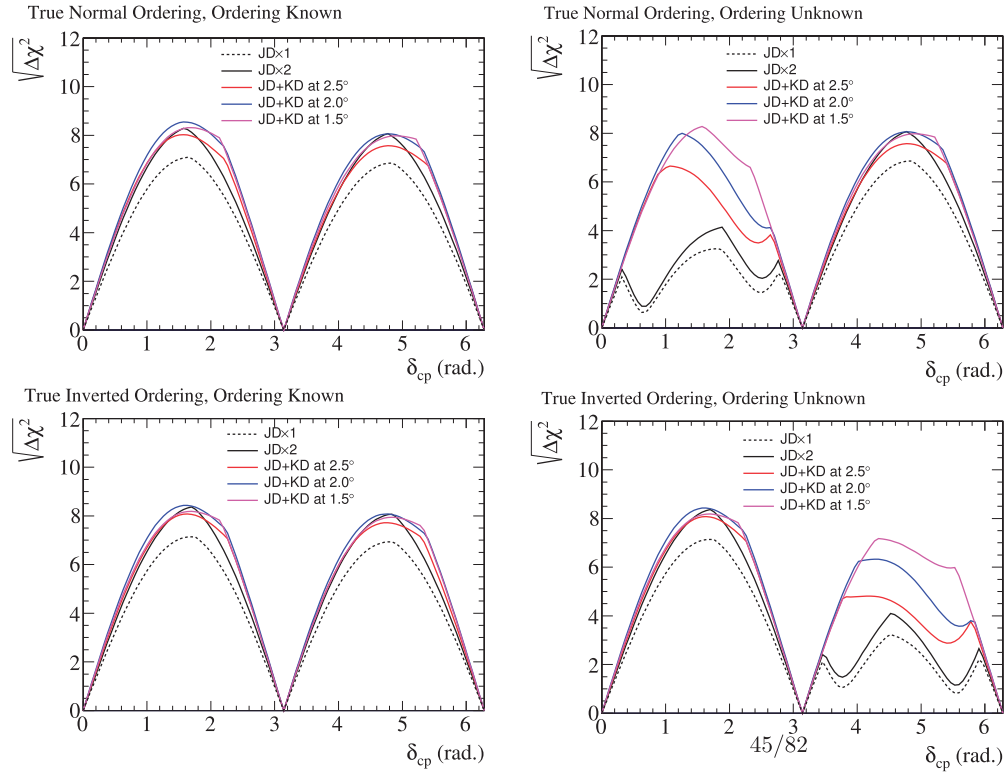 True Normal Ordering, Ordering Known
√Δχ²
12
10
8
6
4
2
0
JD×1
JD×2
JD+KD at 2.5°
JD+KD at 2.0°
JD+KD at 1.5°
0 1 2 3 4 5 6
δcp (rad.)
True Normal Ordering, Ordering Unknown
√Δχ²
12
10
8
6
4
2
0
JD×1
JD×2
JD+KD at 2.5°
JD+KD at 2.0°
JD+KD at 1.5°
0 1 2 3 4 5 6
δcp (rad.)
True Inverted Ordering, Ordering Known
√Δχ²
12
10
8
6
4
2
0
JD×1
JD×2
JD+KD at 2.5°
JD+KD at 2.0°
JD+KD at 1.5°
0 1 2 3 4 5 6
δcp (rad.)
True Inverted Ordering, Ordering Unknown
√Δχ²
12
10
8
6
4
2
0
JD×1
JD×2
JD+KD at 2.5°
JD+KD at 2.0°
JD+KD at 1.5°
0 1 2 3 4 5 6
45/82
δcp (rad.)